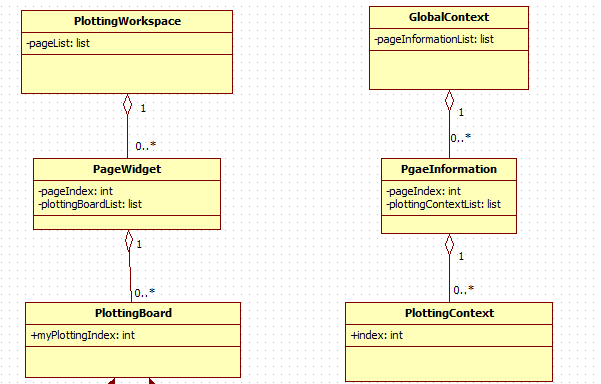 PlottingWorkspace
-pageList: list
1
0..*
PageWidget
-pageIndex: int
-plottingBoardList: list
1
0..*
PlottingBoard
+myPlottingIndex: int
GlobalContext
-pageInformationList: list
1
0..*
PgaeInformation
-pageIndex: int
-plottingContextList: list
1
0..*
PlottingContext
+index: int